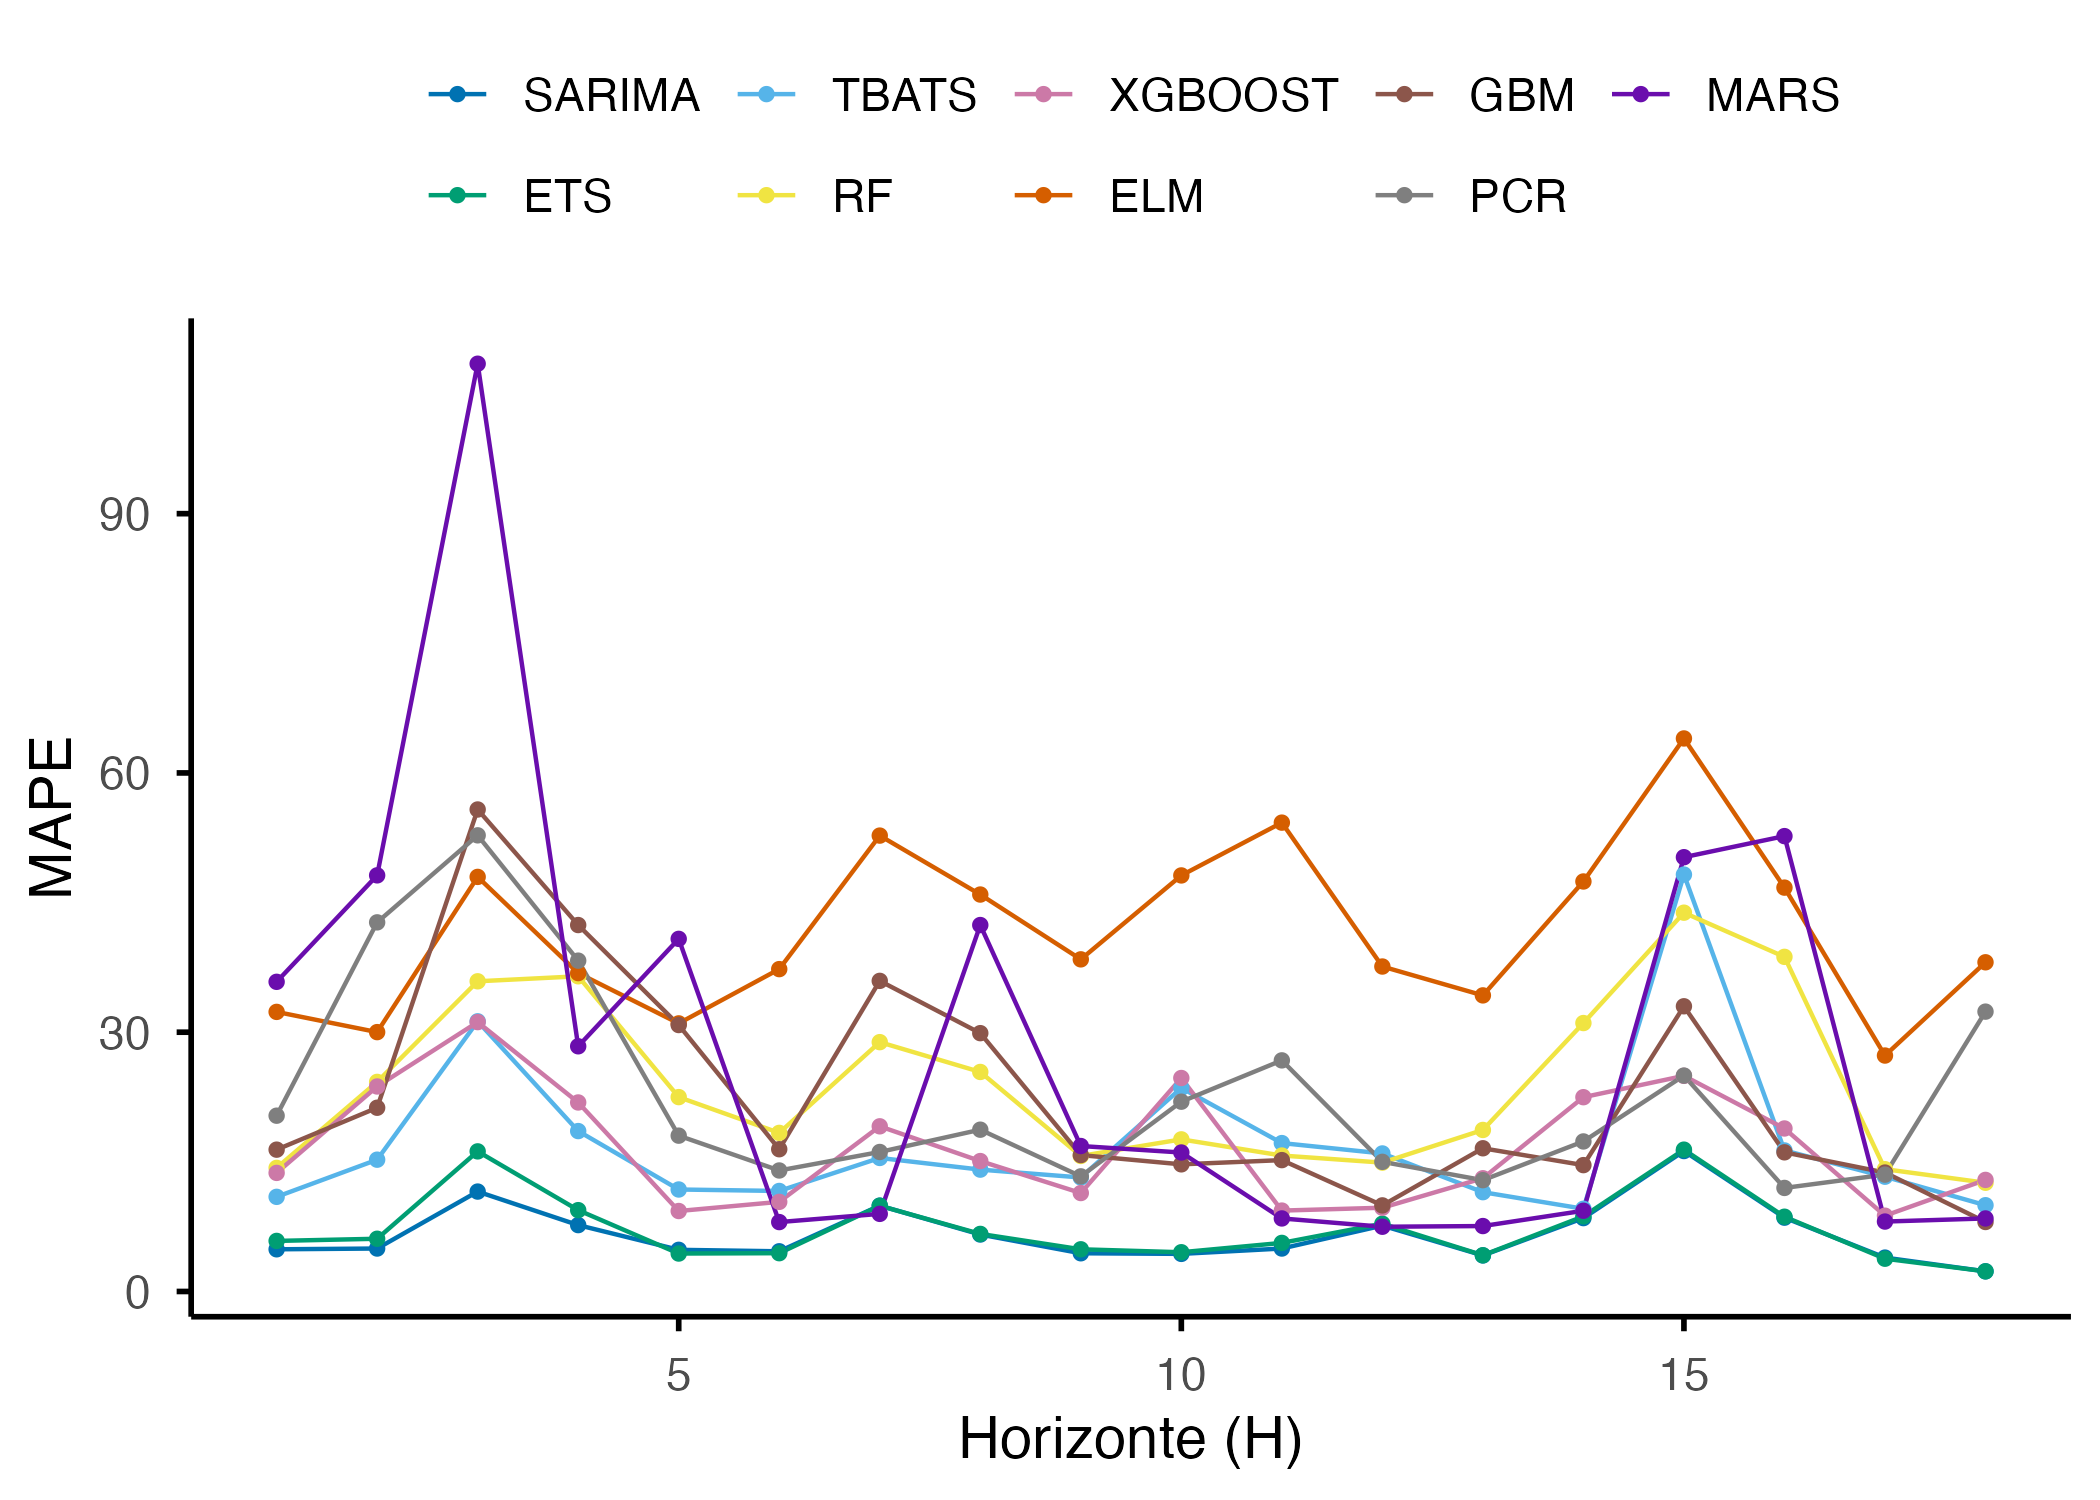 SARIMA TBATS XGBOOST GBM MARS
ETS RF ELM PCR
MAPE
90
60
30
0
5 10 15
Horizonte (H)